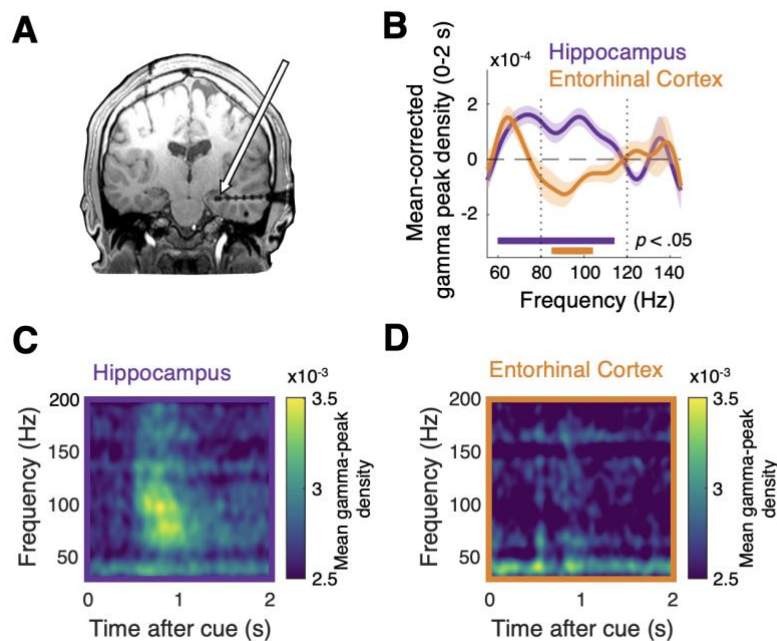 A
B
x10⁻⁴
Hippocampus
Entorhinal Cortex
Mean-corrected
gamma peak density (0-2 s)
2
0
-2
p < .05
60 80 100 120 140
Frequency (Hz)
C
Hippocampus
x10⁻³
200
150
100
50
Frequency (Hz)
0 1 2
Time after cue (s)
3.5
3
2.5
Mean gamma-peak
density
D
Entorhinal Cortex
x10⁻³
200
150
100
50
Frequency (Hz)
0 1 2
Time after cue (s)
3.5
3
2.5
Mean gamma-peak
density